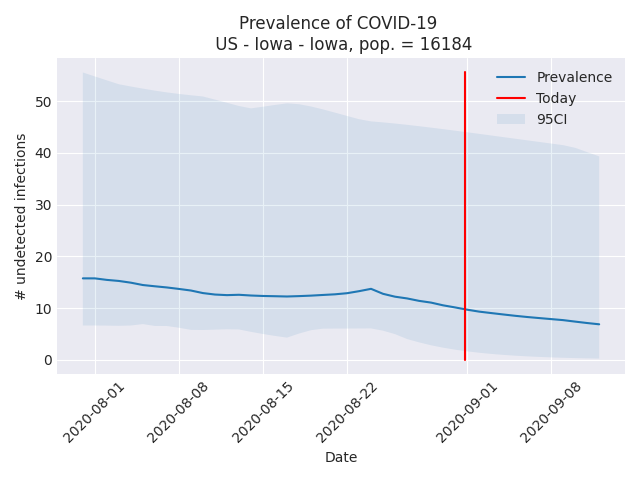 Prevalence of COVID-19
US - Iowa - Iowa, pop. = 16184
Prevalence
Today
95CI
# undetected infections
50
40
30
20
10
0
2020-08-01
2020-08-08
2020-08-15
2020-08-22
2020-09-01
2020-09-08
Date